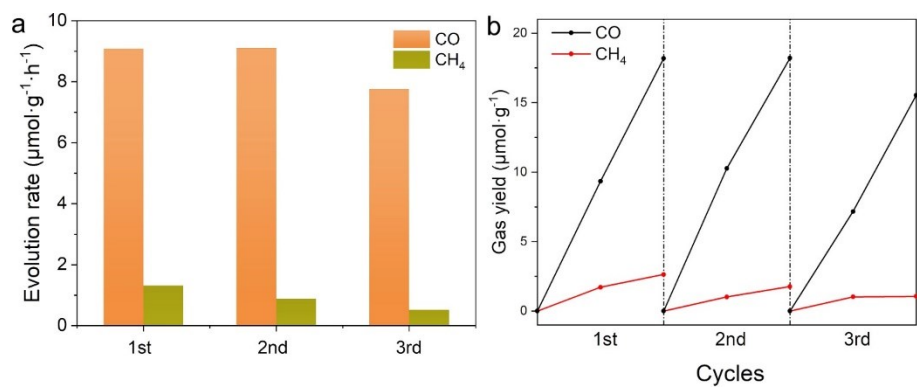 a
Evolution rate (μmol·g⁻¹·h⁻¹)
10
8
6
4
2
0
CO
CH₄
1st 2nd 3rd
b
Gas yield (μmol·g⁻¹)
20
15
10
5
0
CO
CH₄
1st 2nd 3rd
Cycles